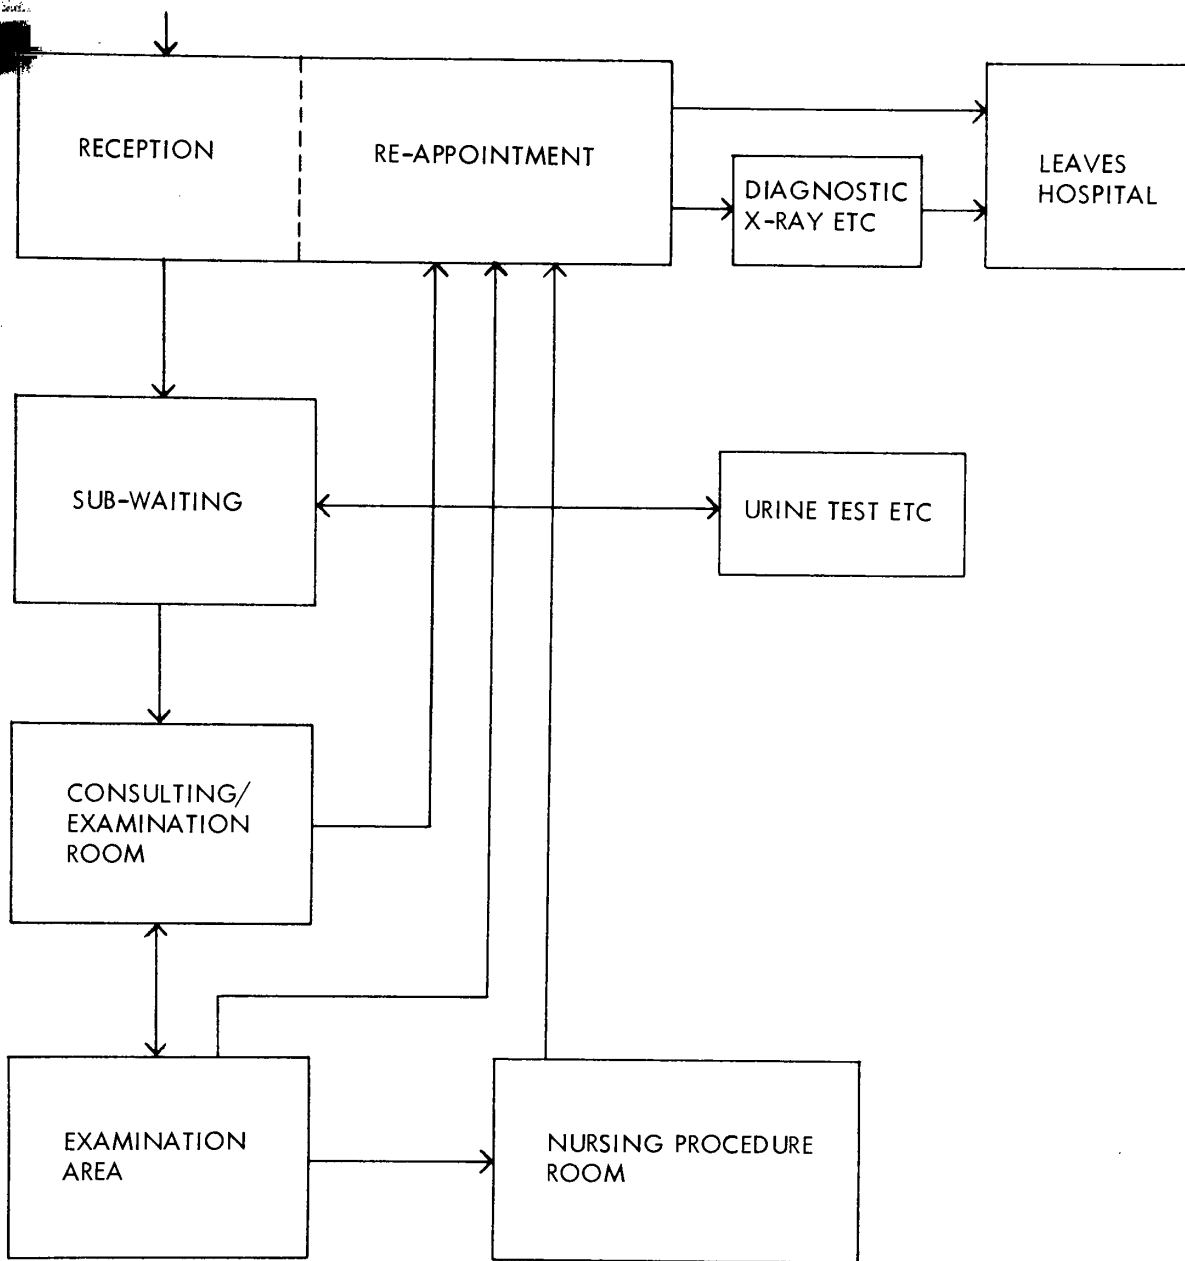 RECEPTION
RE-APPOINTMENT
DIAGNOSTIC
X-RAY ETC
LEAVES
HOSPITAL
SUB-WAITING
URINE TEST ETC
CONSULTING/
EXAMINATION
ROOM
EXAMINATION
AREA
NURSING PROCEDURE
ROOM